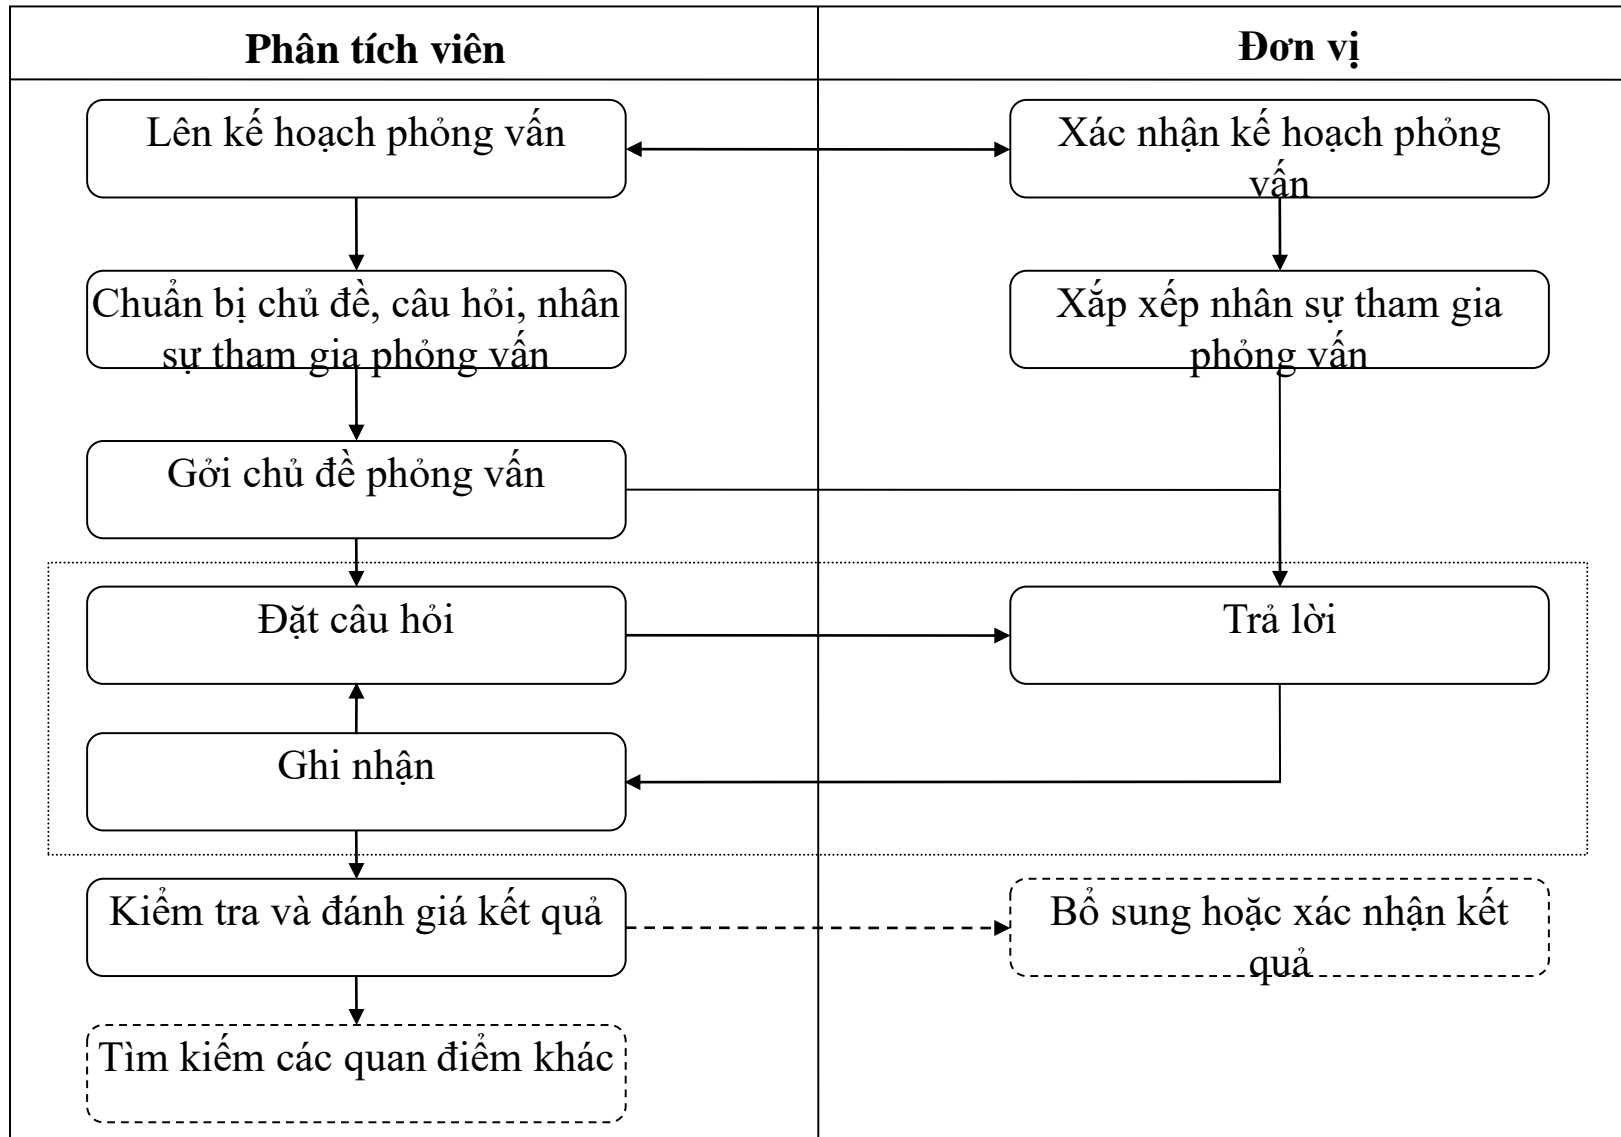 Phân tích viên
Đơn vị
Lên kế hoạch phỏng vấn
Xác nhận kế hoạch phỏng
vấn
Chuẩn bị chủ đề, câu hỏi, nhân
sự tham gia phỏng vấn
Xắp xếp nhân sự tham gia
phỏng vấn
Gởi chủ đề phỏng vấn
Đặt câu hỏi
Trả lời
Ghi nhận
Kiểm tra và đánh giá kết quả
Bổ sung hoặc xác nhận kết
quả
Tìm kiếm các quan điểm khác